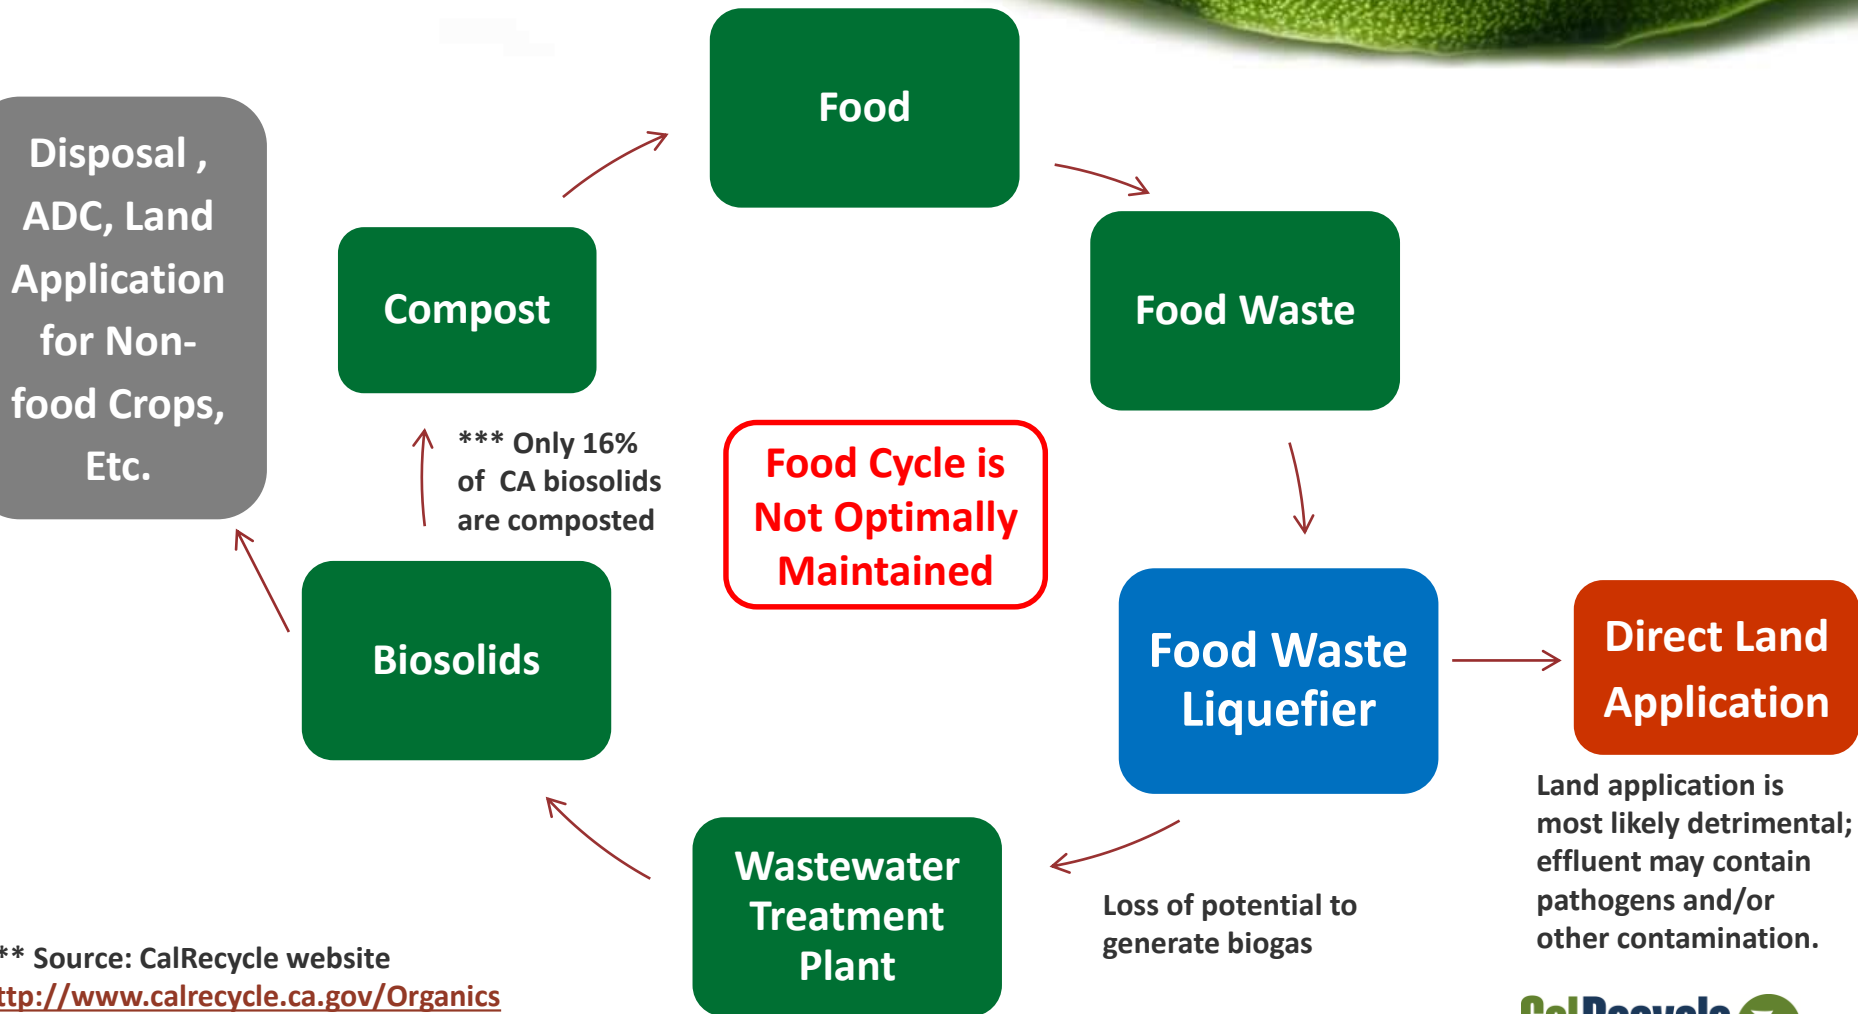 Food
Disposal ,
ADC, Land
Application
for Non-
food Crops,
Etc.
Compost
Food Waste
*** Only 16%
of CA biosolids
are composted
Food Cycle is
Not Optimally
Maintained
Biosolids
Food Waste
Liquefier
Direct Land
Application
Land application is
most likely detrimental;
effluent may contain
pathogens and/or
other contamination.
Wastewater
Treatment
Plant
Loss of potential to
generate biogas
** Source: CalRecycle website
ttp://www.calrecycle.ca.gov/Organics
CalRecycle